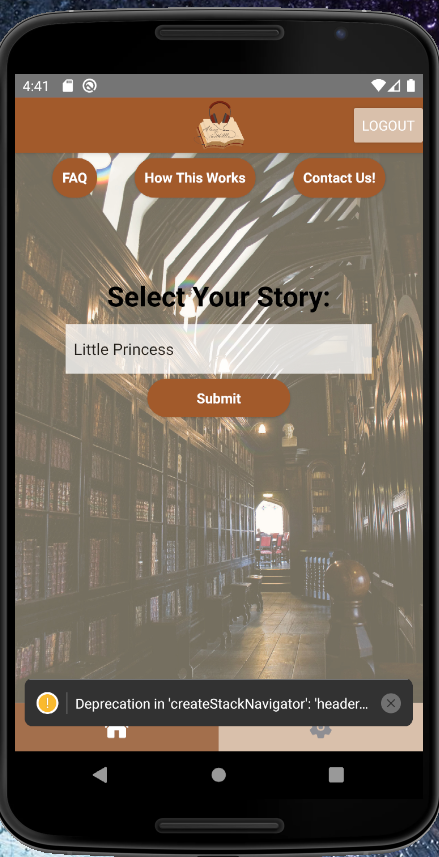 4:41
LOGOUT
FAQ
How This Works
Contact Us!
Select Your Story:
Little Princess
Submit
Deprecation in 'createStackNavigator': 'header...